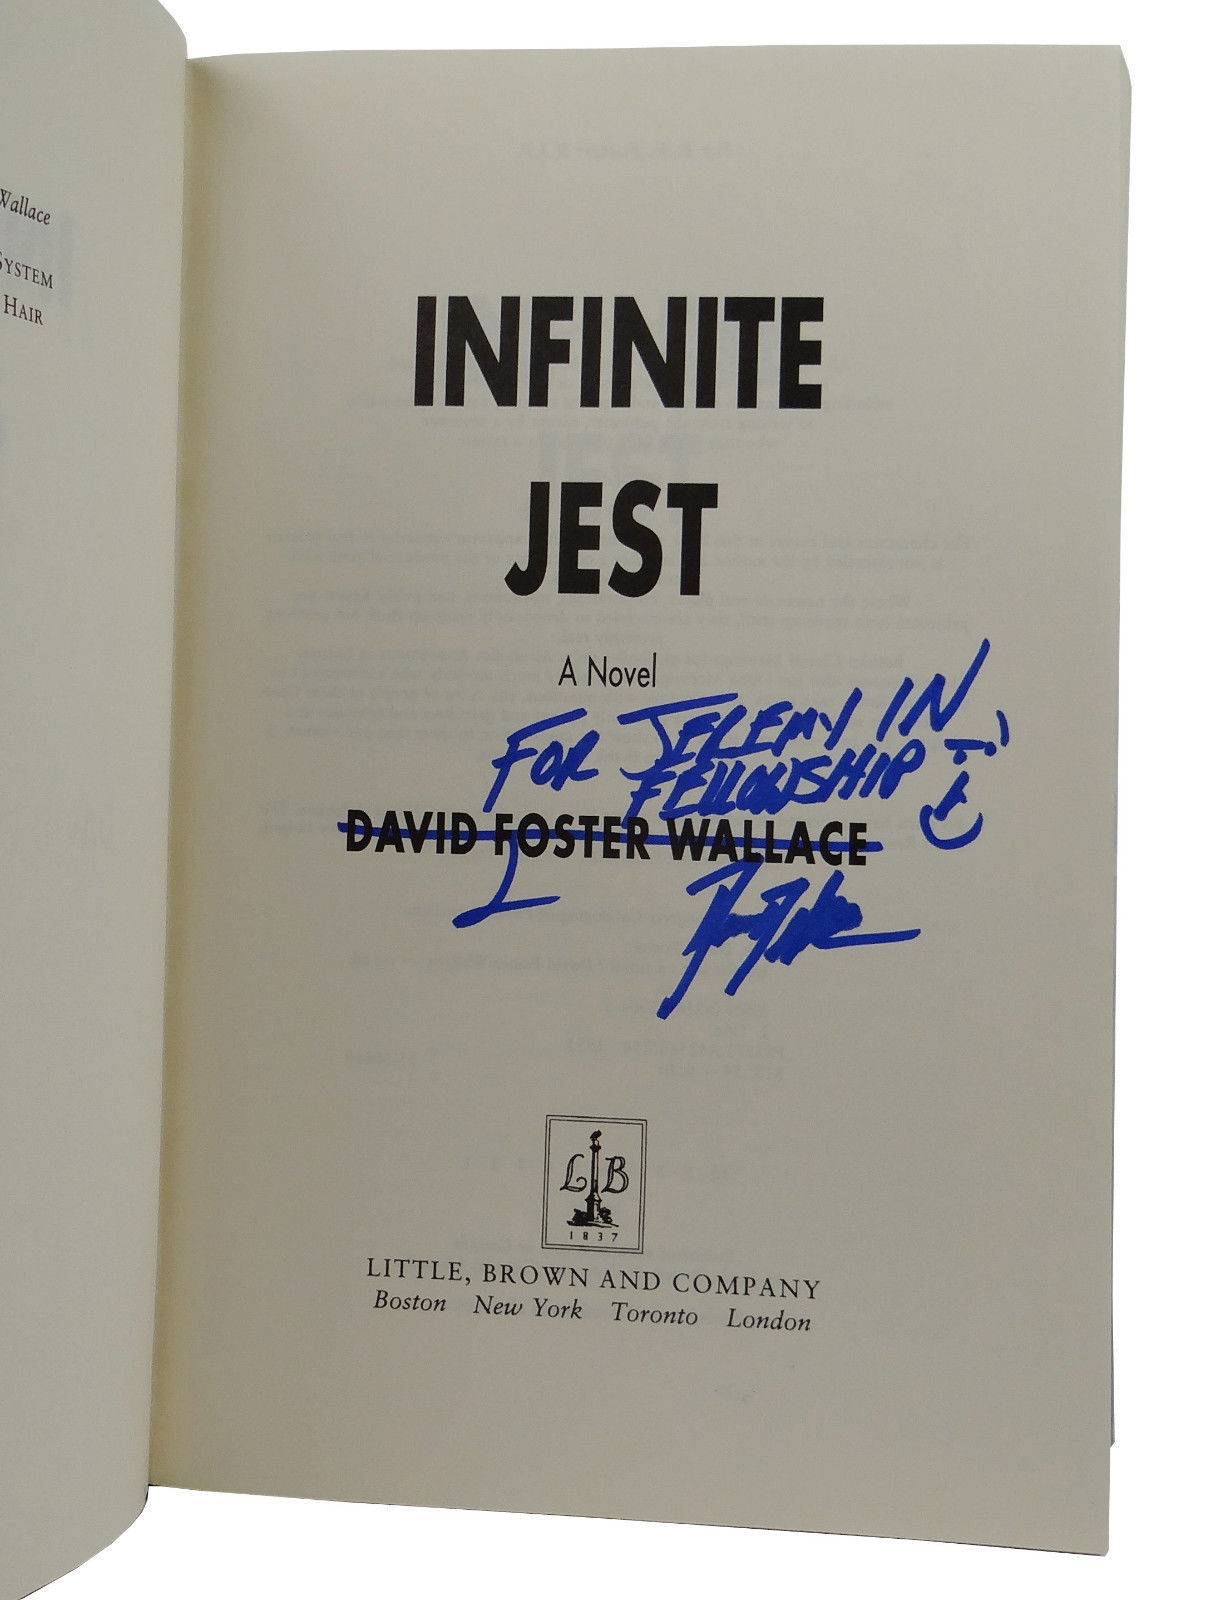 Wallace
SYSTEM
HAIR
INFINITE
JEST
A Novel
FOR JEREMY IN
FELLOWSHIP
DAVID FOSTER WALLACE
L B
1837
LITTLE, BROWN AND COMPANY
Boston New York Toronto London